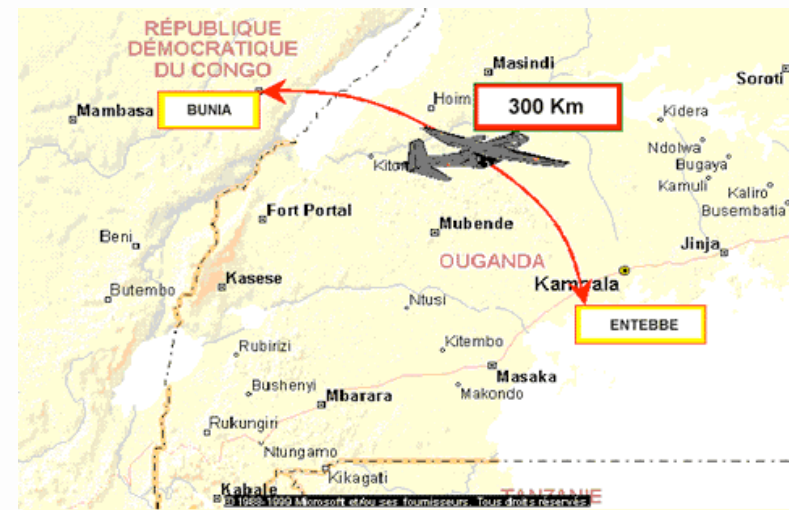 RÉPUBLIQUE
DÉMOCRATIQUE
DU CONGO
Masindi
Soroti
Mambasa
BUNIA
Hoim
300 Km
Kidera
Ndolwa
Bugaya
Kamuli
Kaliro
Busembatia
Fort Portal
Mubende
Beni
Jinja
OUGANDA
Kasese
Kampala
Butembo
Ntusi
ENTEBBE
Rubirizi
Kitembo
Masaka
Bushenyi
Mbarara
Makondo
Rukungiri
Ntungamo
Kikagati
Kabale
TANZANIE
© 1988-1999 Microsoft et/ou ses fournisseurs. Tous droits réservés